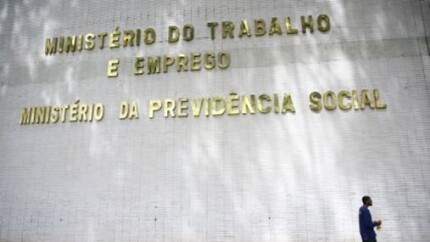 MINISTÉRIO DO TRABALHO
E EMPREGO
MINISTÉRIO DA PREVIDÊNCIA SOCIAL